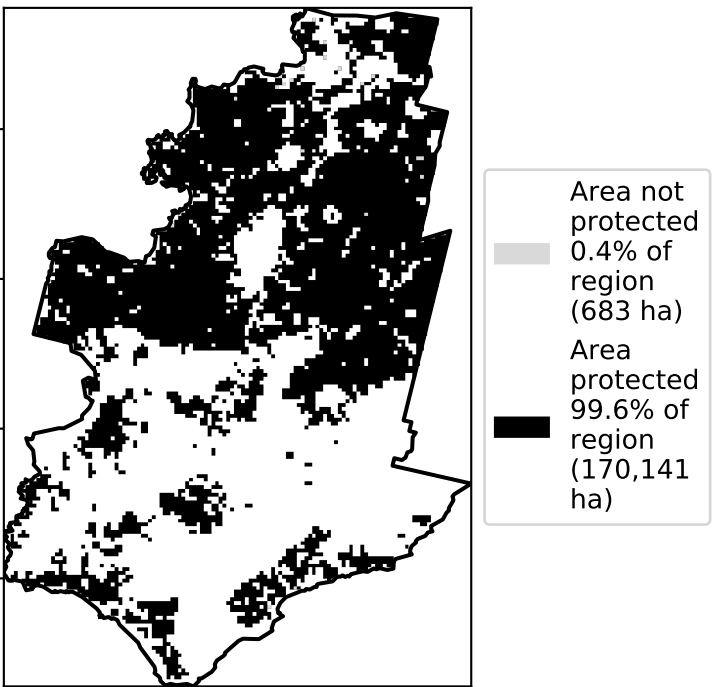 Area not
protected
0.4% of
region
(683 ha)
Area
protected
99.6% of
region
(170,141
ha)